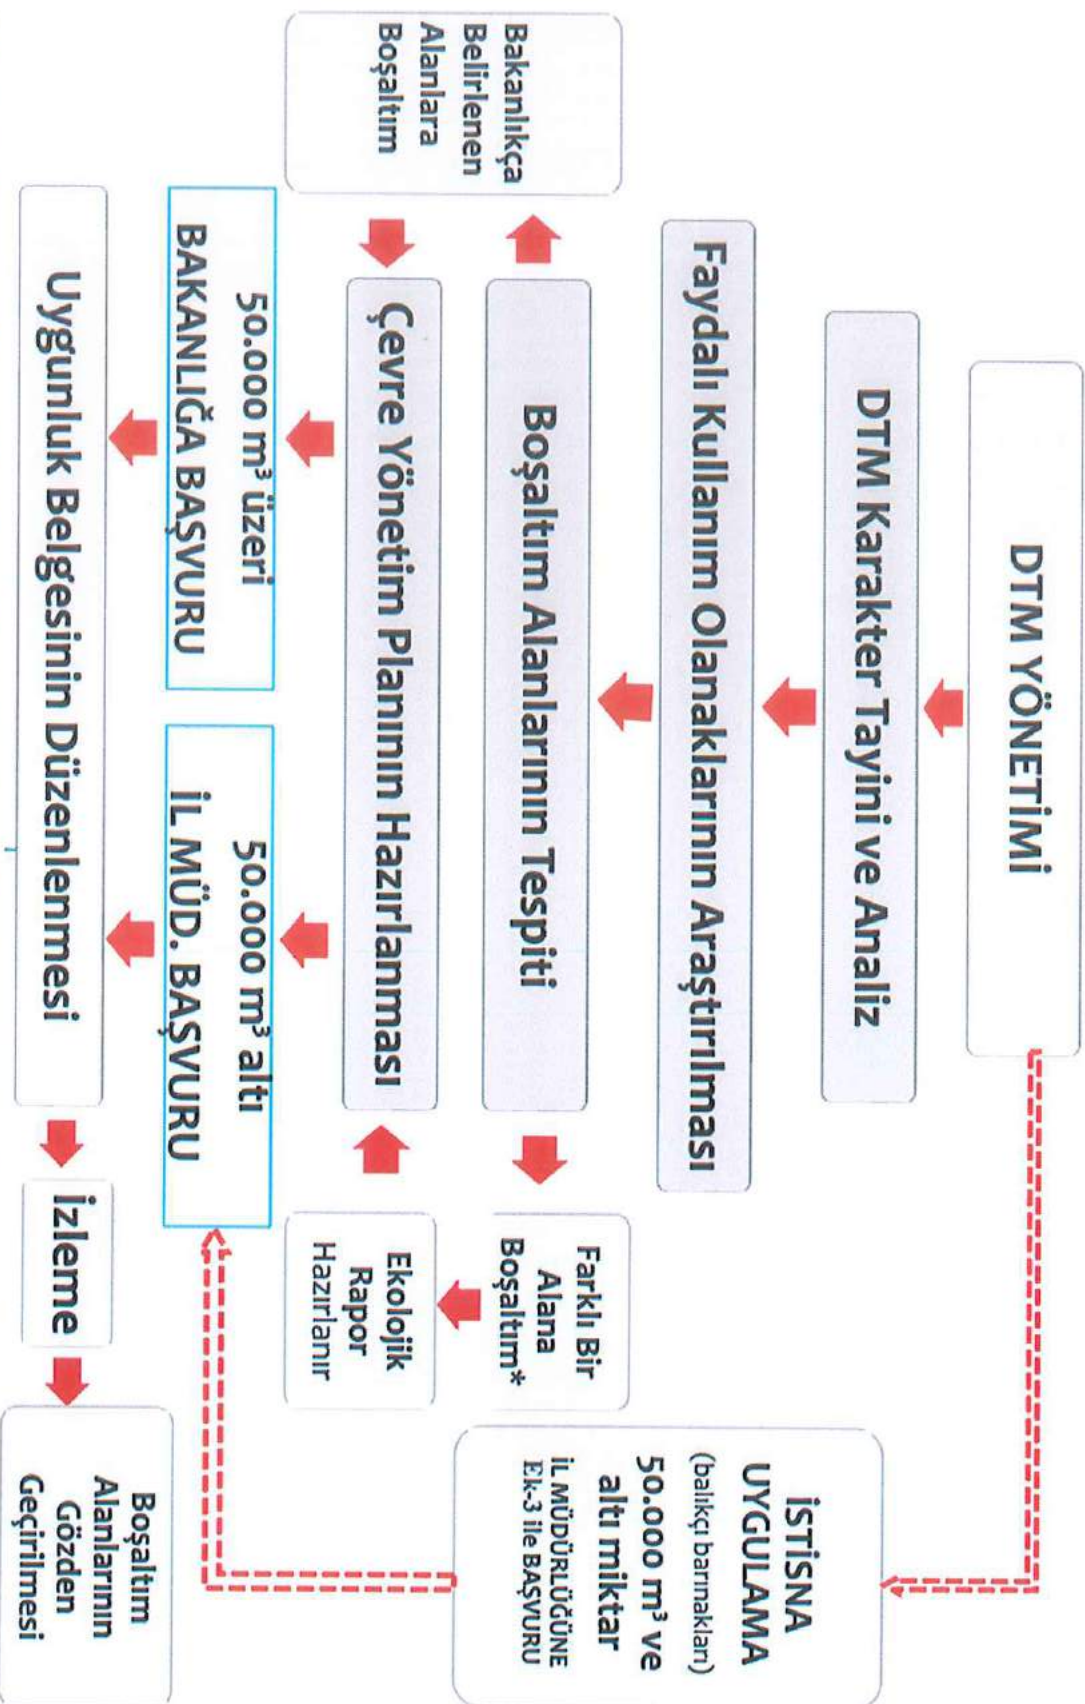 DTM YÖNETİMİ
DTM Karakter Tayini ve Analiz
Faydalı Kullanım Olanaklarının Araştırılması
Boşaltım Alanlarının Tespiti
Bakanlıkça
Belirlenen
Alanlara
Boşaltım
Farklı Bir
Alana
Boşaltım*
Ekolojik
Rapor
Hazırlanır
Çevre Yönetim Planının Hazırlanması
50.000 m³ üzeri
BAKANLIĞA BAŞVURU
50.000 m³ altı
İL MÜD. BAŞVURU
İSTİSNA
UYGULAMA
(balıkçı barınakları)
50.000 m³ ve
altı miktar
İL MÜDÜRLÜĞÜNE
Ek-3 ile BAŞVURU
Uygunluk Belgesinin Düzenlenmesi
İzleme
Boşaltım
Alanlarının
Gözden
Geçirilmesi